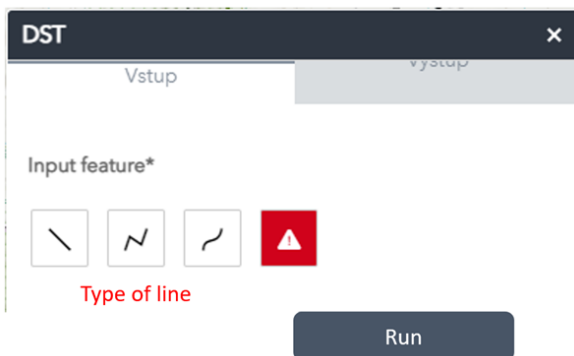 DST
Vstup
Výstup
Input feature*
Type of line
Run